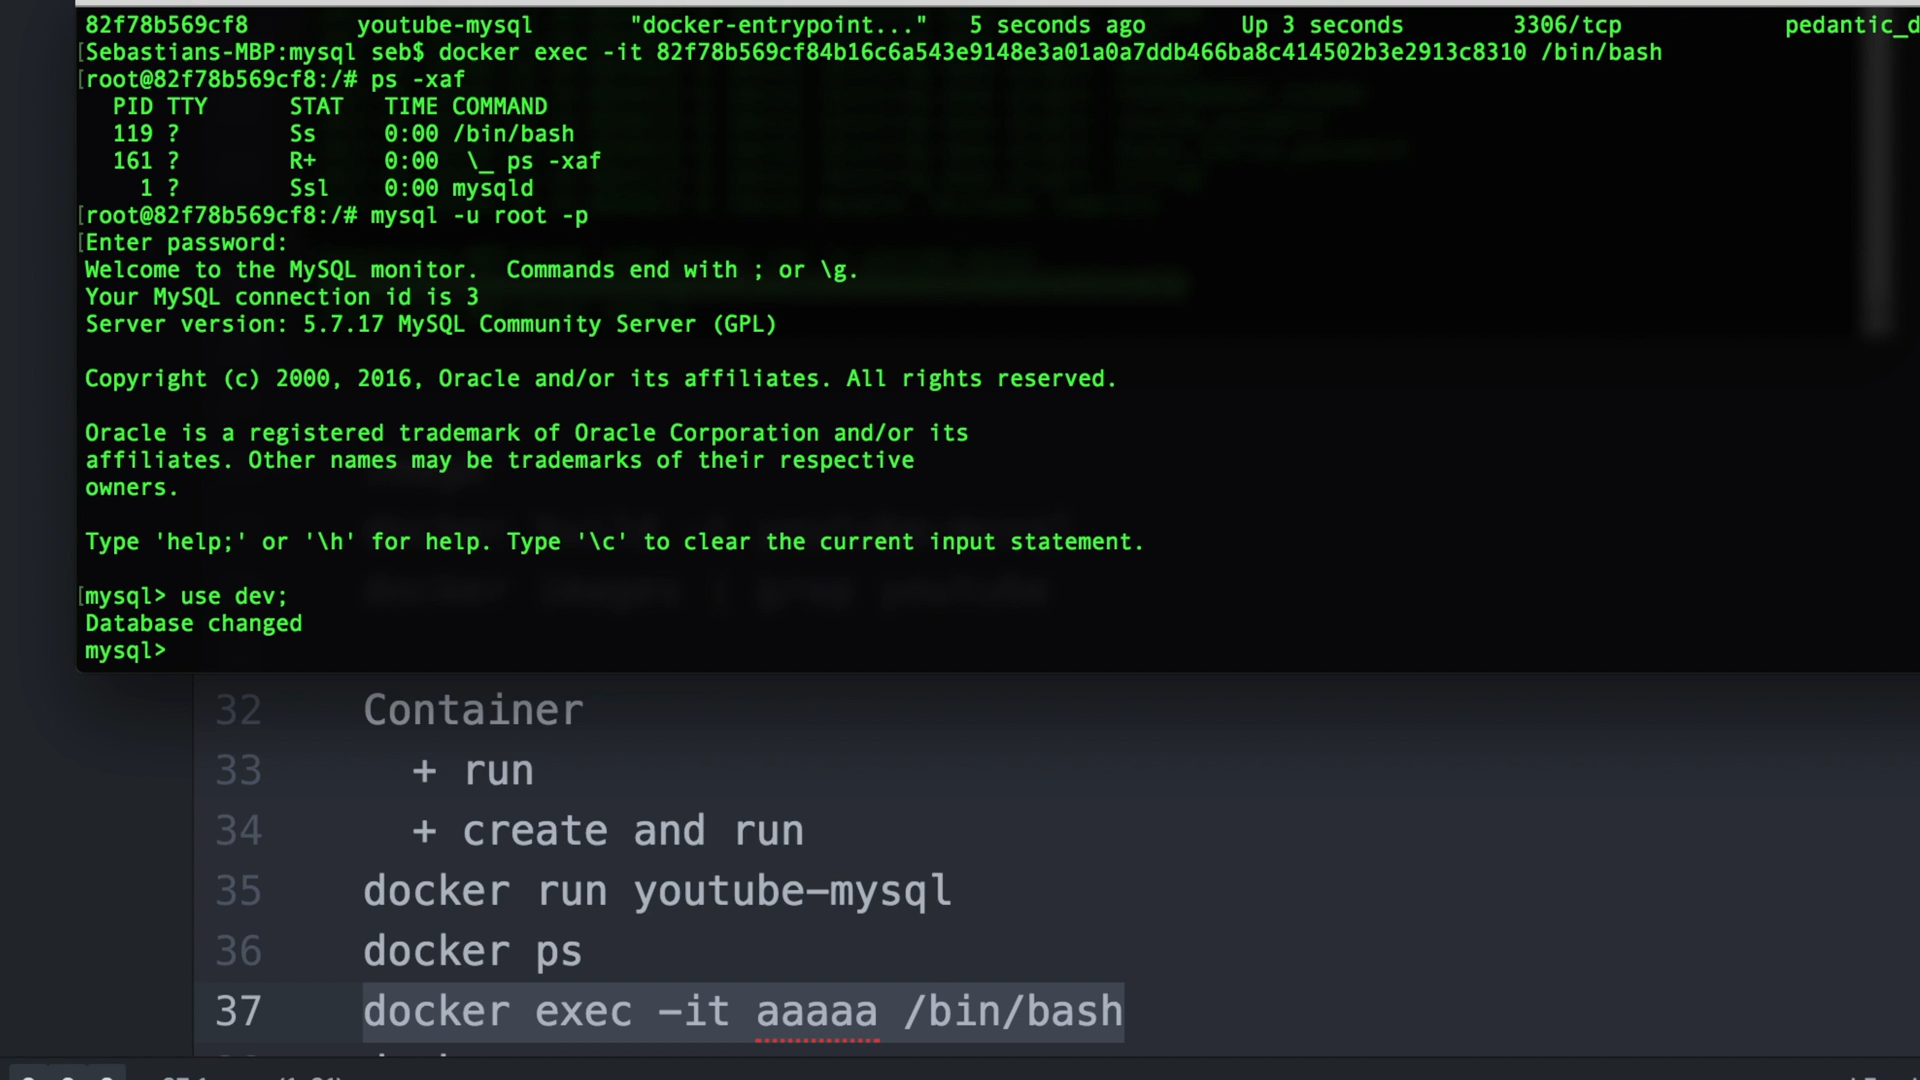 82f78b569cf8 youtube-mysql "docker-entrypoint..." 5 seconds ago Up 3 seconds 3306/tcp pedantic_d
[Sebastians-MBP:mysql seb$ docker exec -it 82f78b569cf84b16c6a543e9148e3a01a0a7ddb466ba8c414502b3e2913c8310 /bin/bash
[root@82f78b569cf8:/# ps -xaf
PID TTY STAT TIME COMMAND
119 ? Ss 0:00 /bin/bash
161 ? R+ 0:00 \_ ps -xaf
1 ? Ssl 0:00 mysqld
[root@82f78b569cf8:/# mysql -u root -p
[Enter password:
Welcome to the MySQL monitor. Commands end with ; or \g.
Your MySQL connection id is 3
Server version: 5.7.17 MySQL Community Server (GPL)
Copyright (c) 2000, 2016, Oracle and/or its affiliates. All rights reserved.
Oracle is a registered trademark of Oracle Corporation and/or its
affiliates. Other names may be trademarks of their respective
owners.
Type 'help;' or '\h' for help. Type '\c' to clear the current input statement.
[mysql> use dev;
Database changed
mysql>
32 Container
33 + run
34 + create and run
35 docker run youtube-mysql
36 docker ps
37 docker exec -it aaaaa /bin/bash